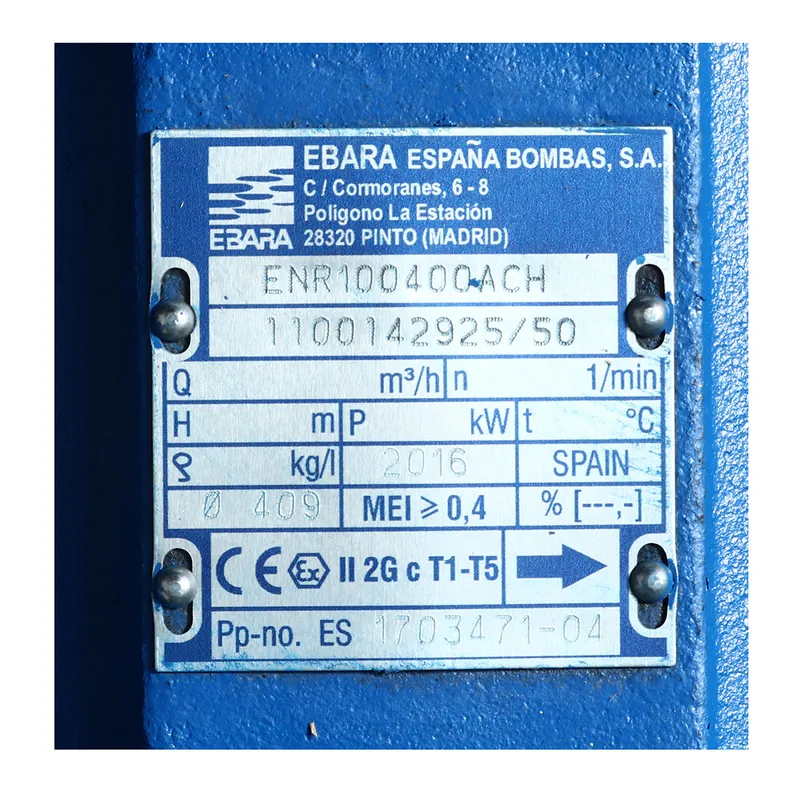 EBARA ESPAÑA BOMBAS, S.A.
C / Cormoranes, 6 - 8
Poligono La Estación
28320 PINTO (MADRID)
EBARA
ENR100400ACH
1100142925/50
Q m³/h n 1/min
H m P kW t °C
ρ kg/l 2016 SPAIN
Ø 409 MEI ≥ 0,4 % [---,-]
CE Ex II 2G c T1-T5
Pp-no. ES 1703471-04